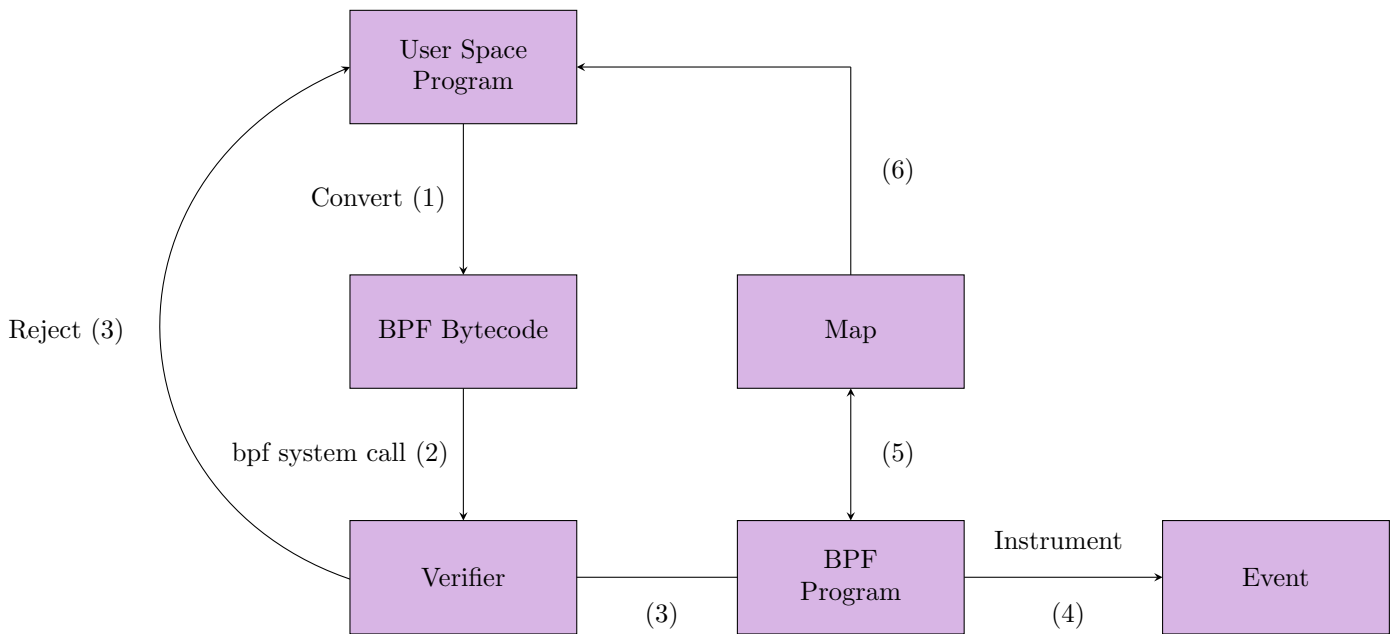 User Space
Program
Convert (1)
(6)
Reject (3)
BPF Bytecode
Map
bpf system call (2)
(5)
Verifier
(3)
BPF
Program
Instrument
(4)
Event